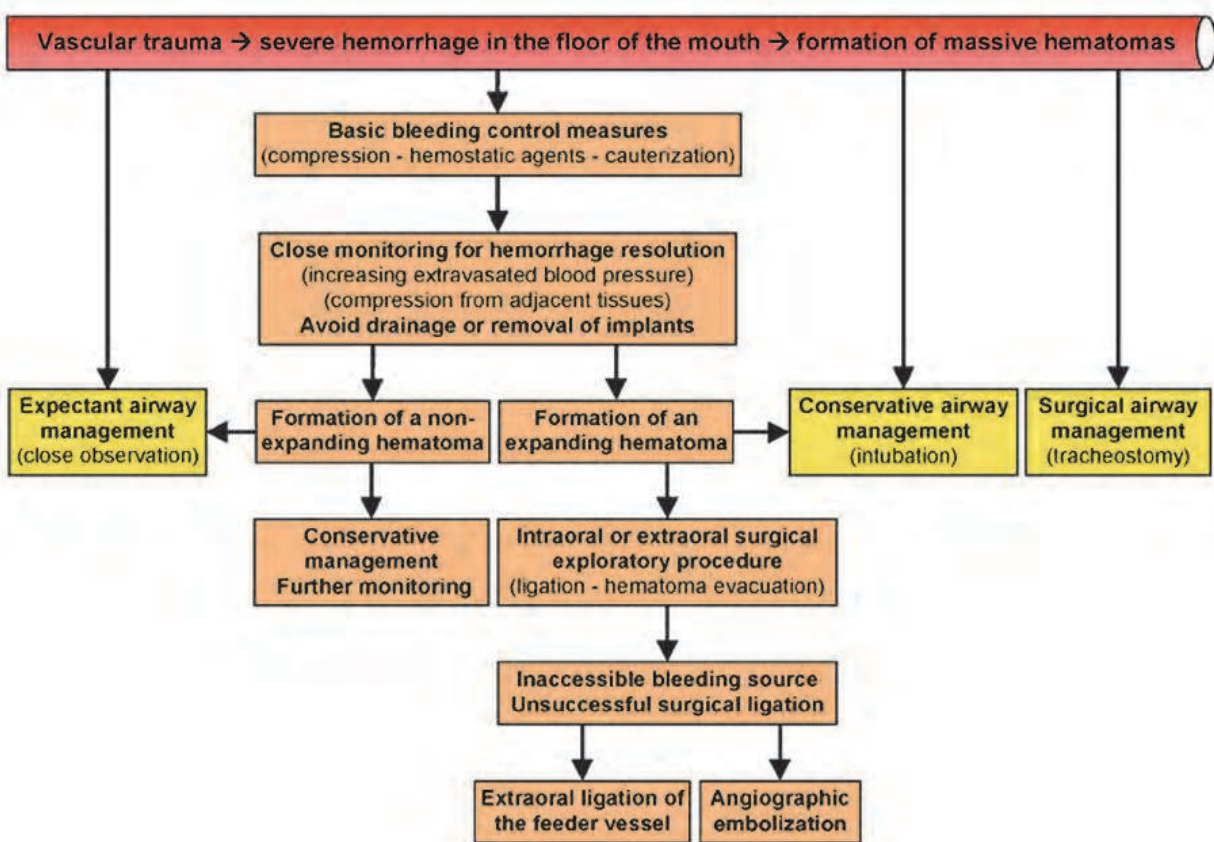 Vascular trauma → severe hemorrhage in the floor of the mouth → formation of massive hematomas
Basic bleeding control measures
(compression - hemostatic agents - cauterization)
Close monitoring for hemorrhage resolution
(increasing extravasated blood pressure)
(compression from adjacent tissues)
Avoid drainage or removal of implants
Expectant airway
management
(close observation)
Formation of a non-
expanding hematoma
Formation of an
expanding hematoma
Conservative airway
management
(intubation)
Surgical airway
management
(tracheostomy)
Conservative
management
Further monitoring
Intraoral or extraoral surgical
exploratory procedure
(ligation - hematoma evacuation)
Inaccessible bleeding source
Unsuccessful surgical ligation
Extraoral ligation of
the feeder vessel
Angiographic
embolization